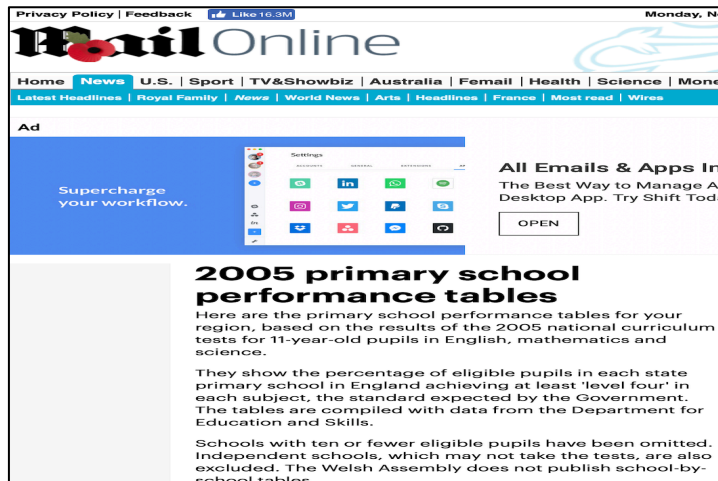 Privacy Policy | Feedback Like 16.3M Monday, N
Mail Online
Home News U.S. | Sport | TV&Showbiz | Australia | Femail | Health | Science | Mone
Latest Headlines | Royal Family | News | World News | Arts | Headlines | France | Most read | Wires
Ad
Settings
All Emails & Apps In
The Best Way to Manage A
Desktop App. Try Shift Tod
Supercharge
your workflow.
OPEN
2005 primary school
performance tables
Here are the primary school performance tables for your
region, based on the results of the 2005 national curriculum
tests for 11-year-old pupils in English, mathematics and
science.
They show the percentage of eligible pupils in each state
primary school in England achieving at least 'level four' in
each subject, the standard expected by the Government.
The tables are compiled with data from the Department for
Education and Skills.
Schools with ten or fewer eligible pupils have been omitted.
Independent schools, which may not take the tests, are also
excluded. The Welsh Assembly does not publish school-by-
school tables.